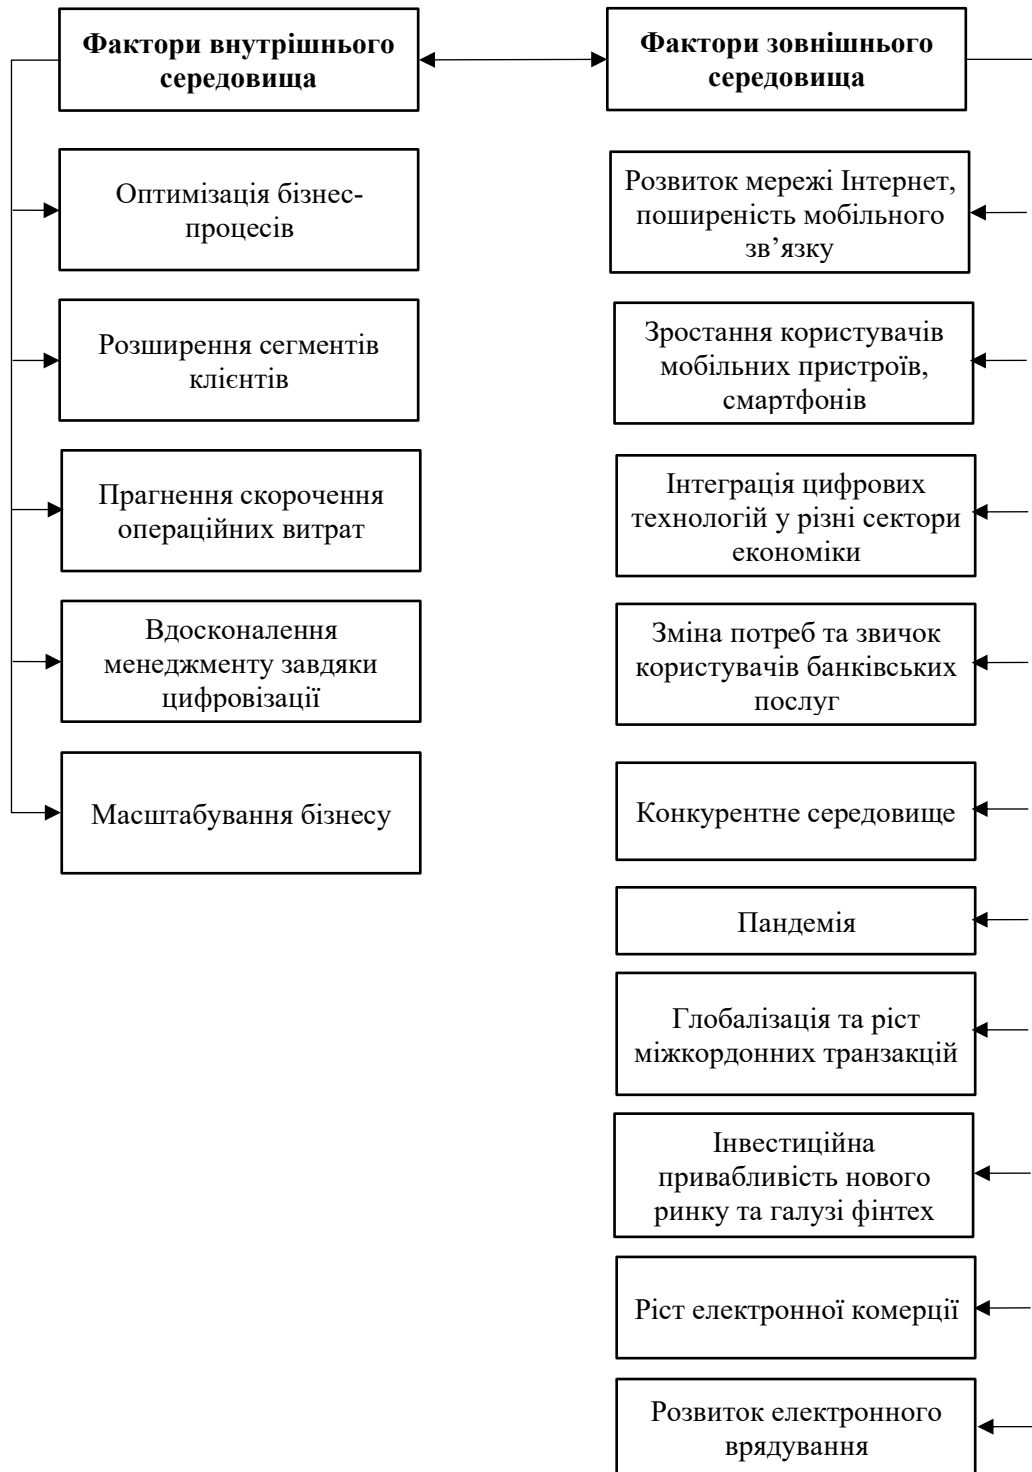 Фактори внутрішнього
середовища
Фактори зовнішнього
середовища
Оптимізація бізнес-
процесів
Розширення сегментів
клієнтів
Прагнення скорочення
операційних витрат
Вдосконалення
менеджменту завдяки
цифровізації
Масштабування бізнесу
Розвиток мережі Інтернет,
поширеність мобільного
зв’язку
Зростання користувачів
мобільних пристроїв,
смартфонів
Інтеграція цифрових
технологій у різні сектори
економіки
Зміна потреб та звичок
користувачів банківських
послуг
Конкурентне середовище
Пандемія
Глобалізація та ріст
міжкордонних транзакцій
Інвестиційна
привабливість нового
ринку та галузі фінтех
Ріст електронної комерції
Розвиток електронного
врядування